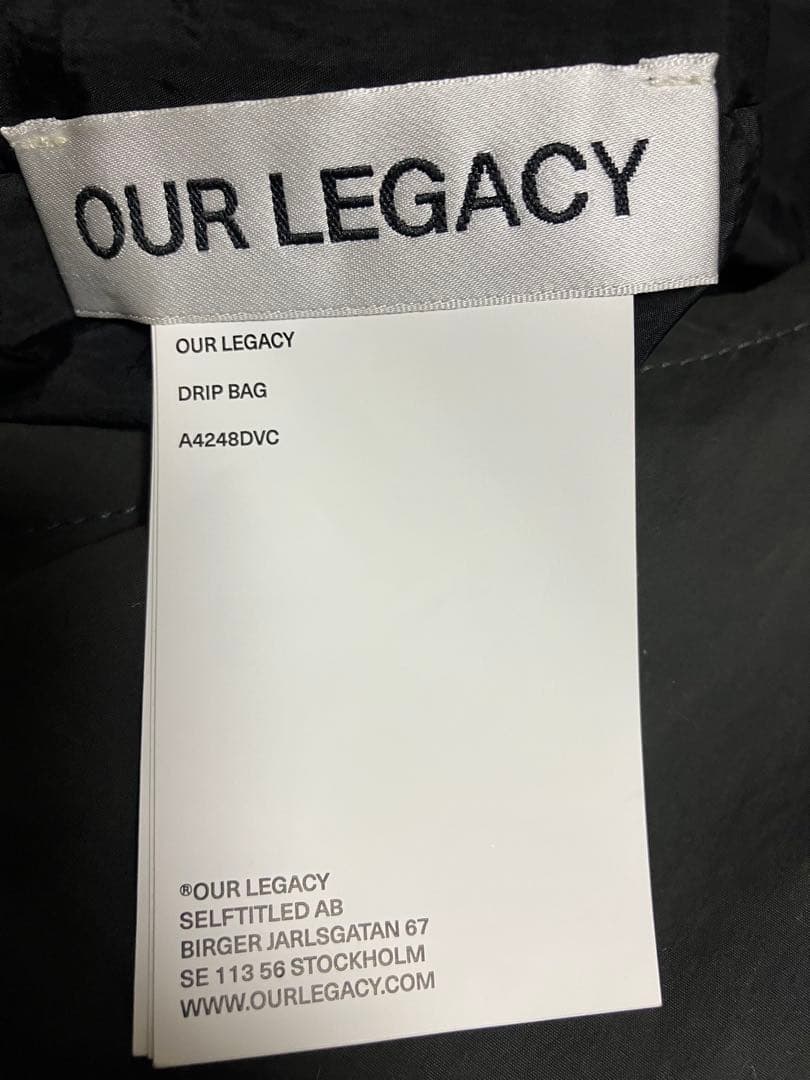 OUR LEGACY
OUR LEGACY
DRIP BAG
A4248DVC
®OUR LEGACY
SELFTITLED AB
BIRGER JARLSGATAN 67
SE 113 56 STOCKHOLM
WWW.OURLEGACY.COM